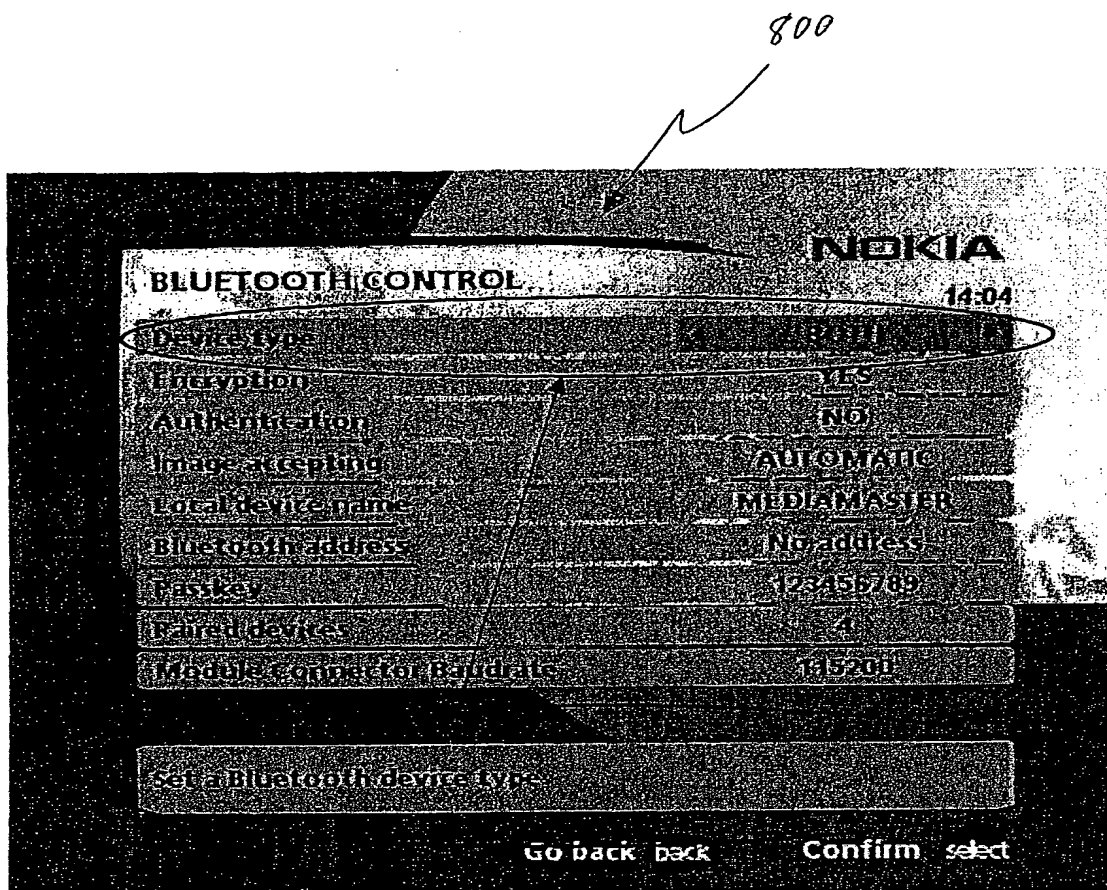 800
NOKIA
BLUETOOTH CONTROL
14:04
Device type BOTH
Encryption YES
Authentication NO
Image accepting AUTOMATIC
Local device name MEDIAMASTER
Bluetooth address No address
Passkey 123456789
Paired devices 4
Module Connector Baudrate 115200
Set a Bluetooth device type
Go back back Confirm select